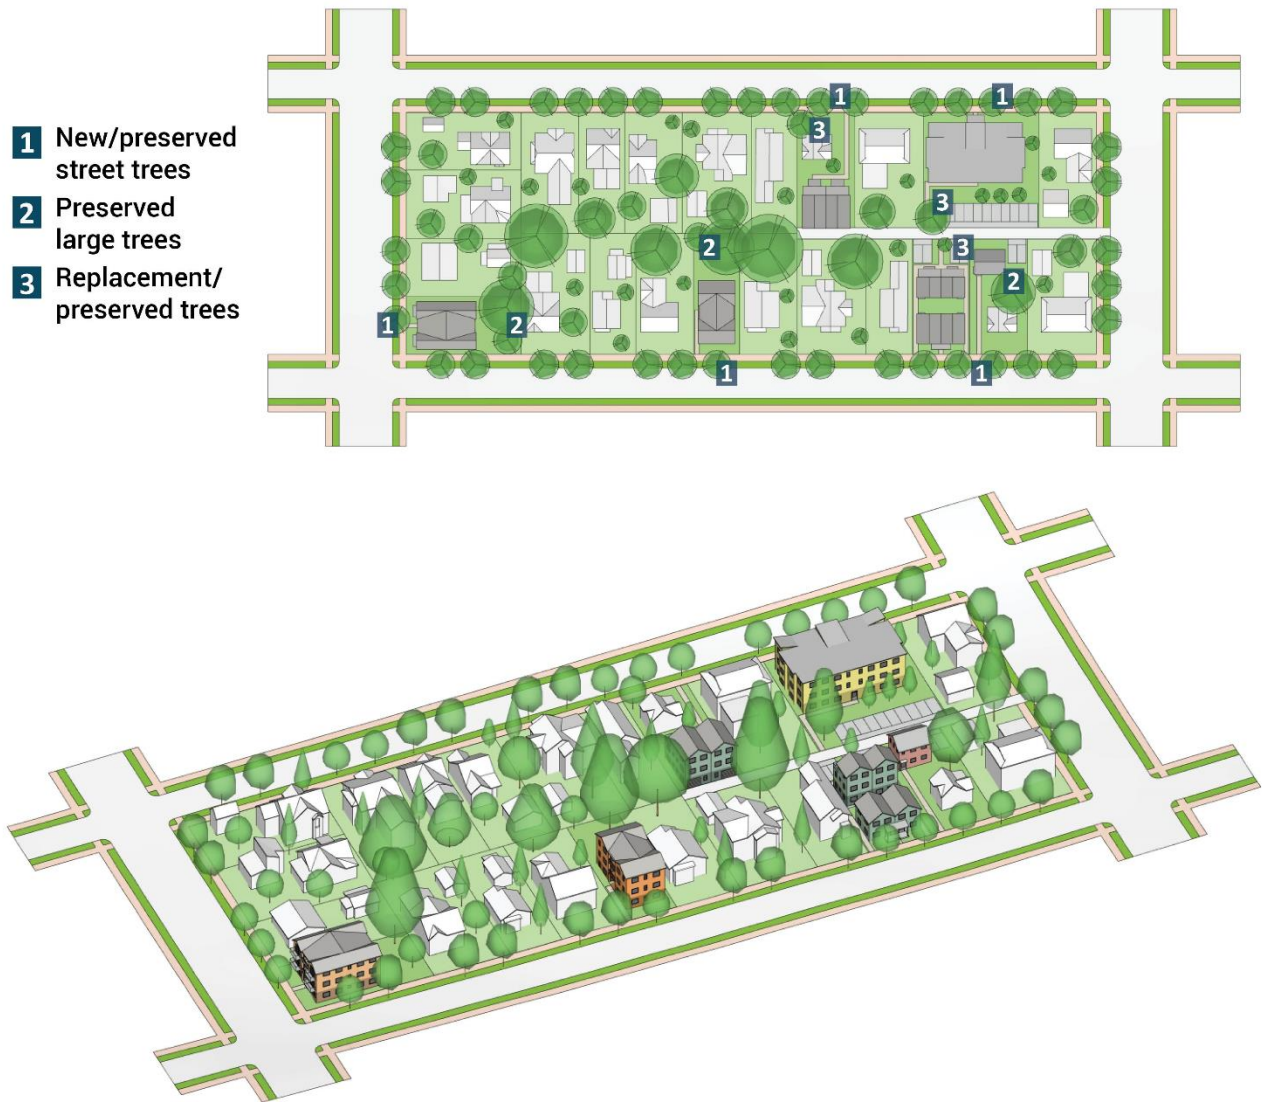 1 New/preserved
street trees
2 Preserved
large trees
3 Replacement/
preserved trees
1
1
3
3
2
3
2
1
2
1
1